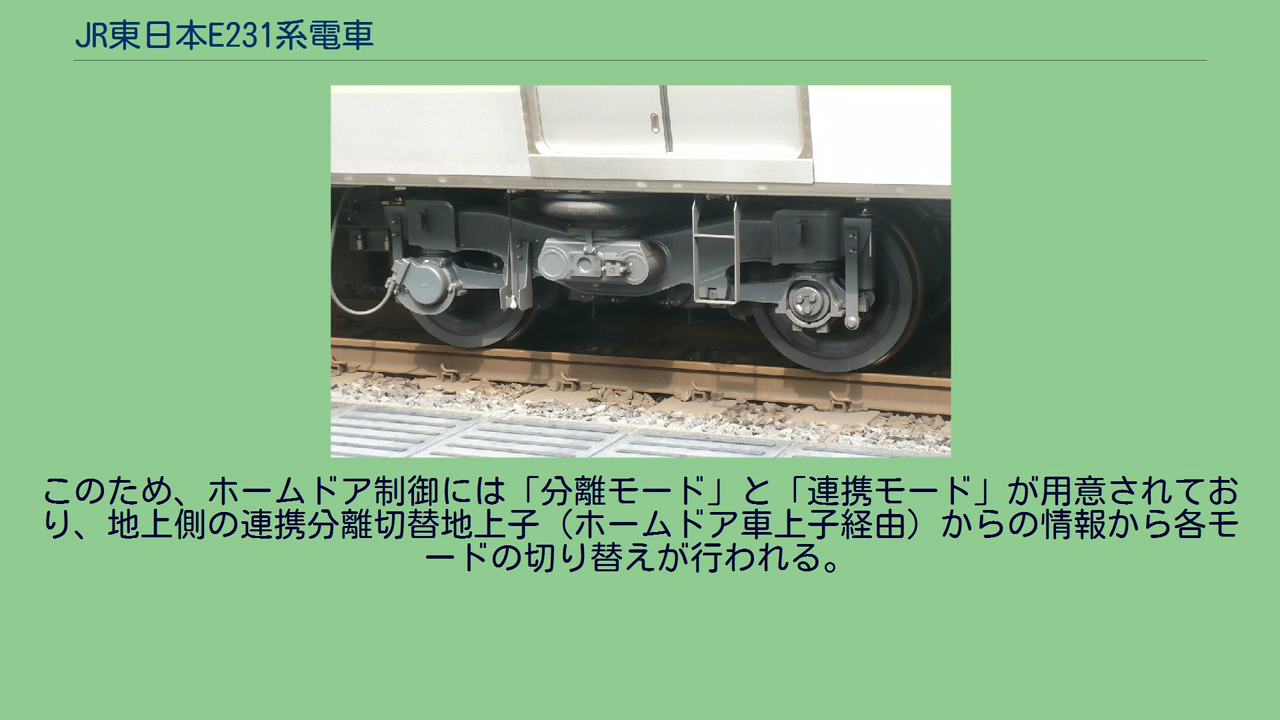 JR東日本E231系電車
このため、ホームドア制御には「分離モード」と「連携モード」が用意されてお
り、地上側の連携分離切替地上子（ホームドア車上子経由）からの情報から各モ
ードの切り替えが行われる。